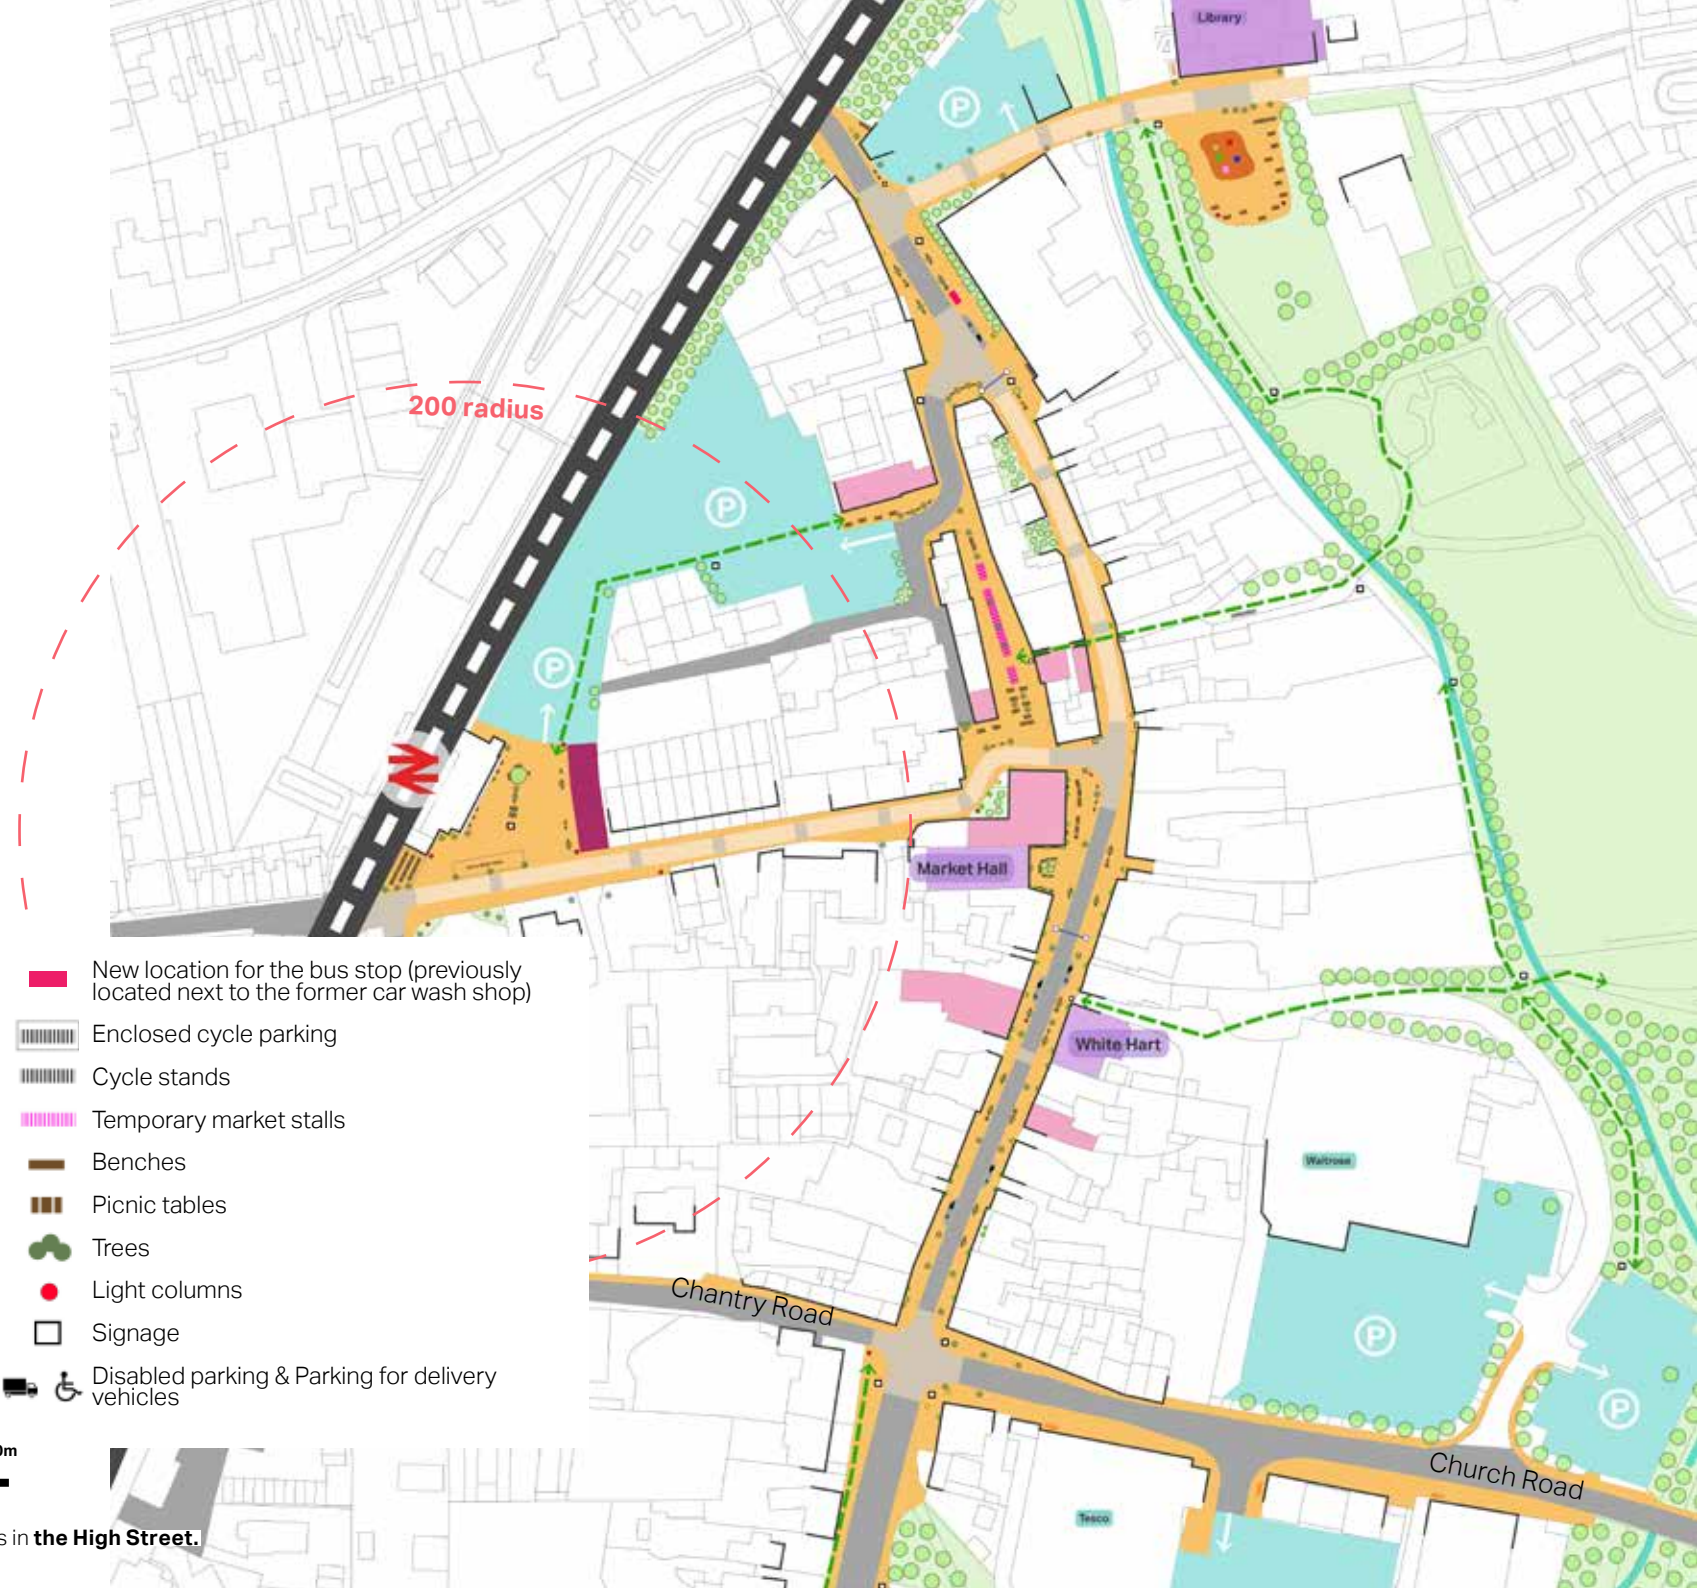 Library
P
200 radius
P
P
Market Hall
White Hart
Waitrose
New location for the bus stop (previously
located next to the former car wash shop)
Enclosed cycle parking
Cycle stands
Temporary market stalls
Benches
Picnic tables
Trees
Light columns
Signage
Disabled parking & Parking for delivery
vehicles
Chantry Road
P
P
Church Road
0m
Tesco
s in the High Street.